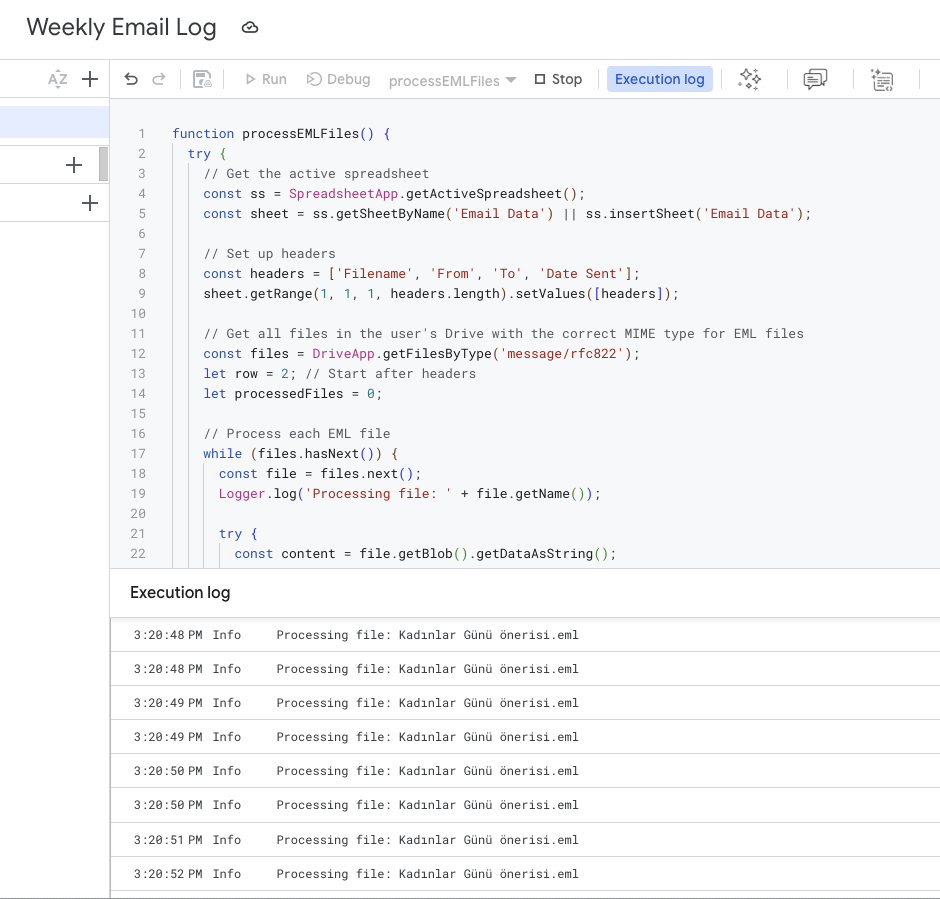 Weekly Email Log
AZ
Run Debug processEMLFiles Stop Execution log
1 function processEMLFiles() {
2 try {
3 // Get the active spreadsheet
4 const ss = SpreadsheetApp.getActiveSpreadsheet();
5 const sheet = ss.getSheetByName('Email Data') || ss.insertSheet('Email Data');
6
7 // Set up headers
8 const headers = ['Filename', 'From', 'To', 'Date Sent'];
9 sheet.getRange(1, 1, 1, headers.length).setValues([headers]);
10
11 // Get all files in the user's Drive with the correct MIME type for EML files
12 const files = DriveApp.getFilesByType('message/rfc822');
13 let row = 2; // Start after headers
14 let processedFiles = 0;
15
16 // Process each EML file
17 while (files.hasNext()) {
18 const file = files.next();
19 Logger.log('Processing file: ' + file.getName());
20
21 try {
22 const content = file.getBlob().getDataAsString();
Execution log
3:20:48 PM Info Processing file: Kadınlar Günü önerisi.eml
3:20:48 PM Info Processing file: Kadınlar Günü önerisi.eml
3:20:49 PM Info Processing file: Kadınlar Günü önerisi.eml
3:20:49 PM Info Processing file: Kadınlar Günü önerisi.eml
3:20:50 PM Info Processing file: Kadınlar Günü önerisi.eml
3:20:50 PM Info Processing file: Kadınlar Günü önerisi.eml
3:20:51 PM Info Processing file: Kadınlar Günü önerisi.eml
3:20:52 PM Info Processing file: Kadınlar Günü önerisi.eml